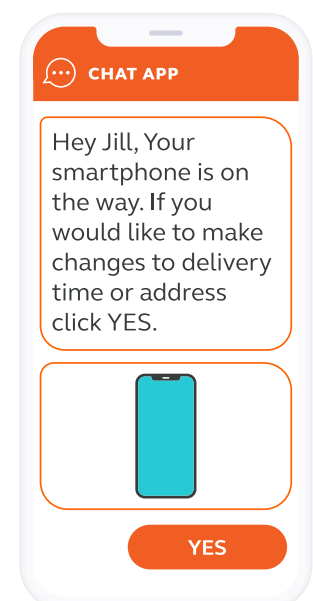 CHAT APP
Hey Jill, Your
smartphone is on
the way. If you
would like to make
changes to delivery
time or address
click YES.
YES